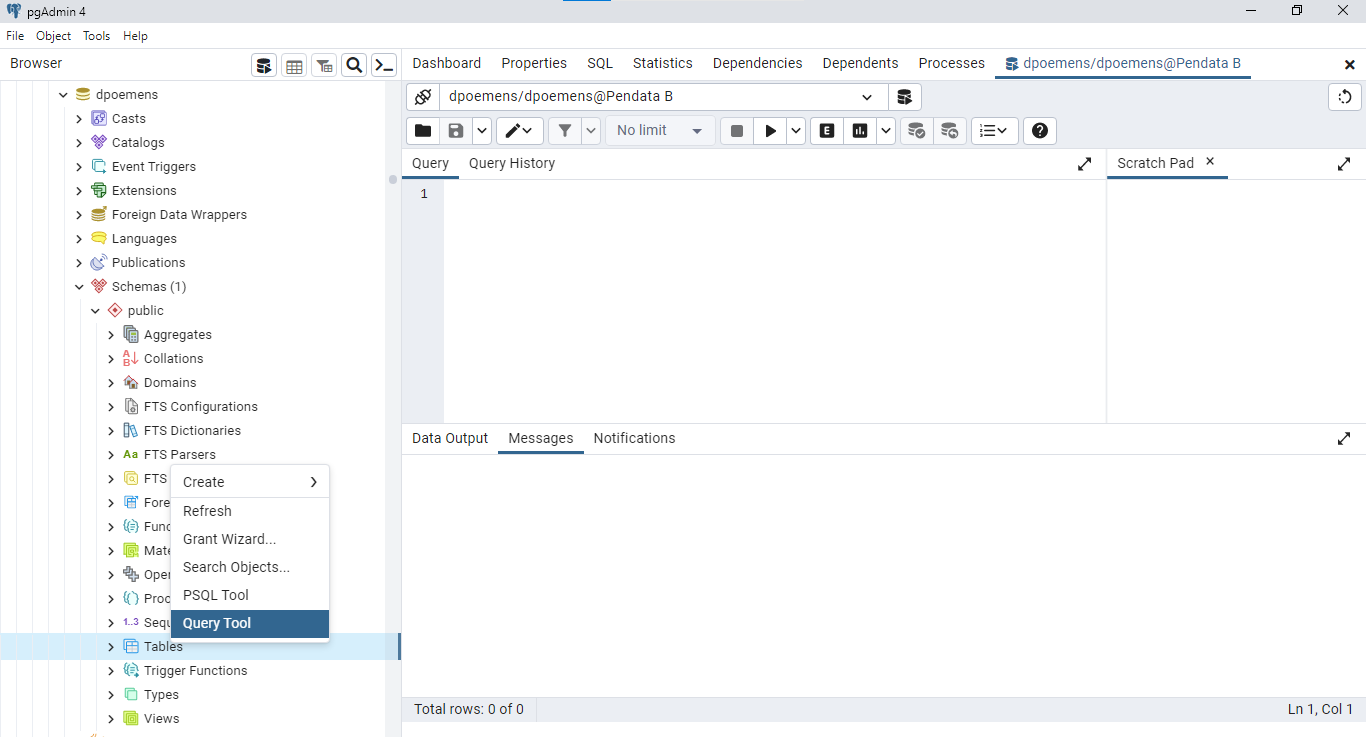 pgAdmin 4
File Object Tools Help
Browser
Dashboard Properties SQL Statistics Dependencies Dependents Processes dpoemens/dpoemens@Pendata B
dpoemens/dpoemens@Pendata B
No limit
E
Query Query History
Scratch Pad
1
dpoemens
Casts
Catalogs
Event Triggers
Extensions
Foreign Data Wrappers
Languages
Publications
Schemas (1)
public
Aggregates
Collations
Domains
FTS Configurations
FTS Dictionaries
Aa FTS Parsers
FTS
Fore
Func
Mate
Oper
Proc
1..3 Sequ
Tables
Trigger Functions
Types
Views
Create
Refresh
Grant Wizard...
Search Objects...
PSQL Tool
Query Tool
Data Output Messages Notifications
Total rows: 0 of 0
Ln 1, Col 1